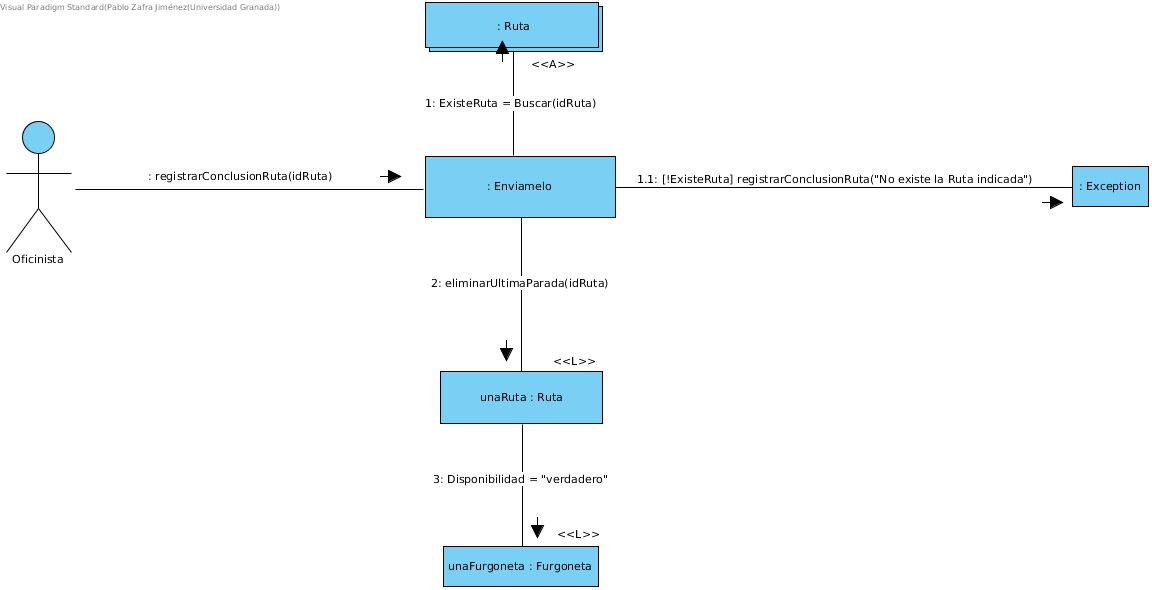 Visual Paradigm Standard(Pablo Zafra Jiménez(Universidad Granada))
: Ruta
<<A>>
1: ExisteRuta = Buscar(idRuta)
: registrarConclusionRuta(idRuta)
: Enviamelo
1.1: [!ExisteRuta] registrarConclusionRuta("No existe la Ruta indicada")
: Exception
Oficinista
2: eliminarUltimaParada(idRuta)
<<L>>
unaRuta : Ruta
3: Disponibilidad = "verdadero"
<<L>>
unaFurgoneta : Furgoneta